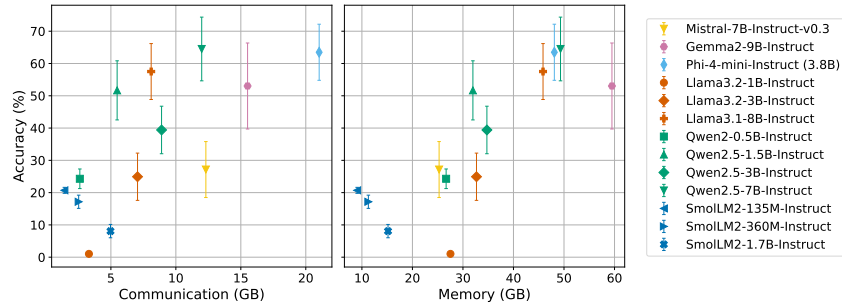 Accuracy (%)
70
60
50
40
30
20
10
0
5
10
15
20
Communication (GB)
10
20
30
40
50
60
Memory (GB)
Mistral-7B-Instruct-v0.3
Gemma2-9B-Instruct
Phi-4-mini-Instruct (3.8B)
Llama3.2-1B-Instruct
Llama3.2-3B-Instruct
Llama3.1-8B-Instruct
Qwen2-0.5B-Instruct
Qwen2.5-1.5B-Instruct
Qwen2.5-3B-Instruct
Qwen2.5-7B-Instruct
SmolLM2-135M-Instruct
SmolLM2-360M-Instruct
SmolLM2-1.7B-Instruct